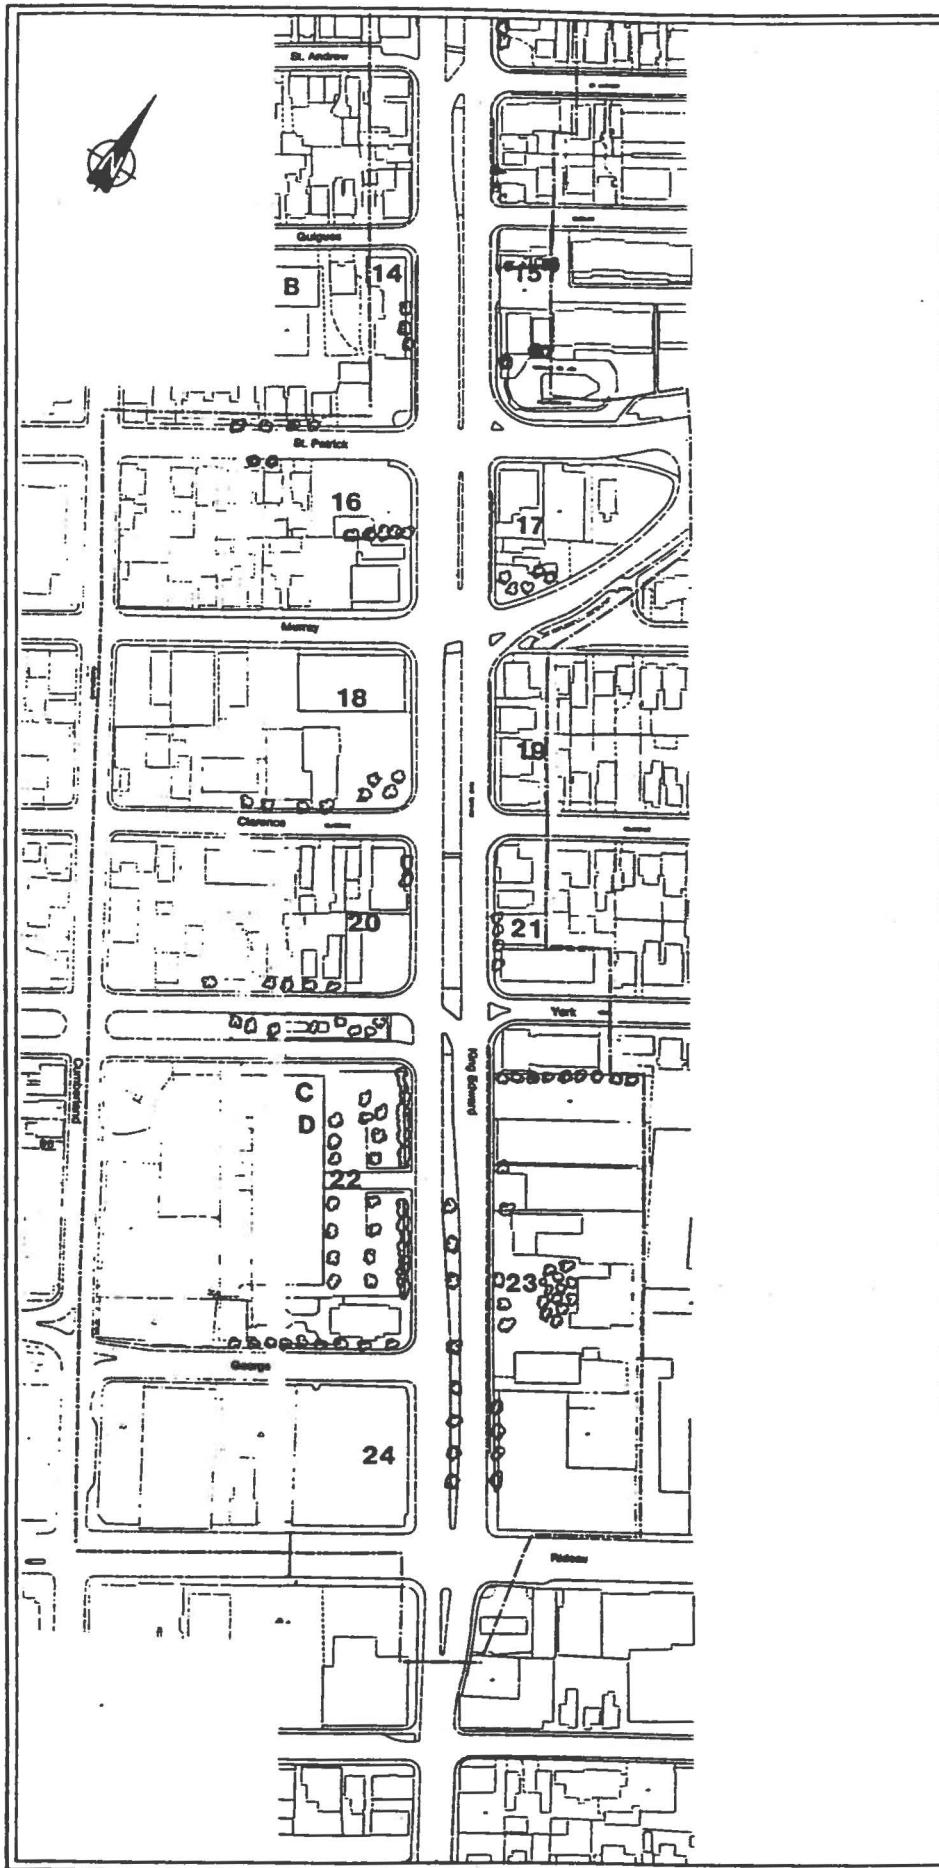 St. Andrew
N
Guigues
B
14
15
St. Patrick
16
17
Murray
18
19
Clarence
20
21
York
King Edward
Cumberland
C
D
22
23
George
24
Rideau